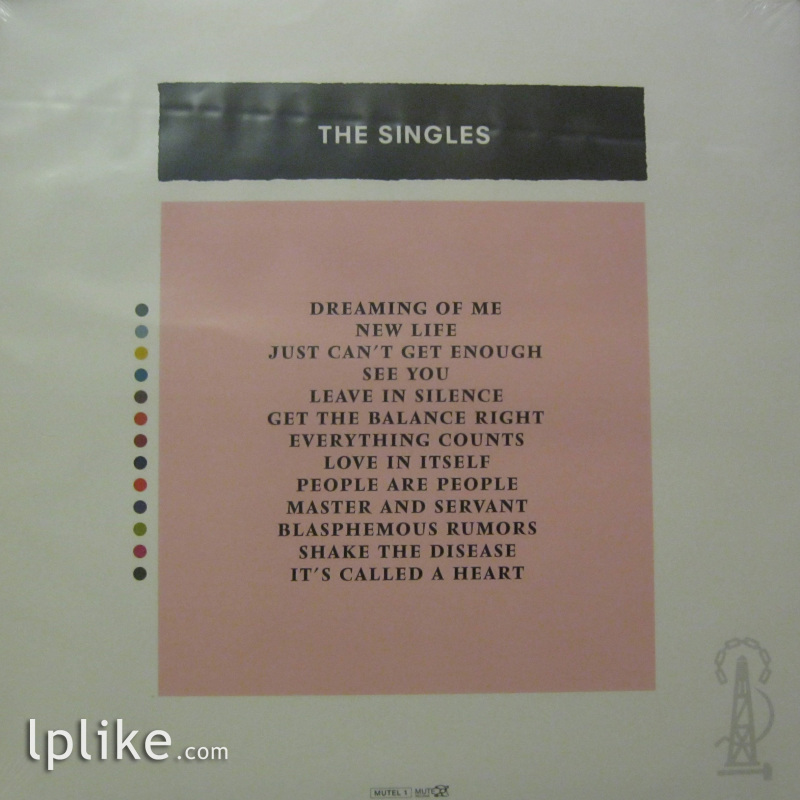 THE SINGLES
DREAMING OF ME
NEW LIFE
JUST CAN'T GET ENOUGH
SEE YOU
LEAVE IN SILENCE
GET THE BALANCE RIGHT
EVERYTHING COUNTS
LOVE IN ITSELF
PEOPLE ARE PEOPLE
MASTER AND SERVANT
BLASPHEMOUS RUMORS
SHAKE THE DISEASE
IT'S CALLED A HEART
lplike.com
MUTEL 1 MUTE